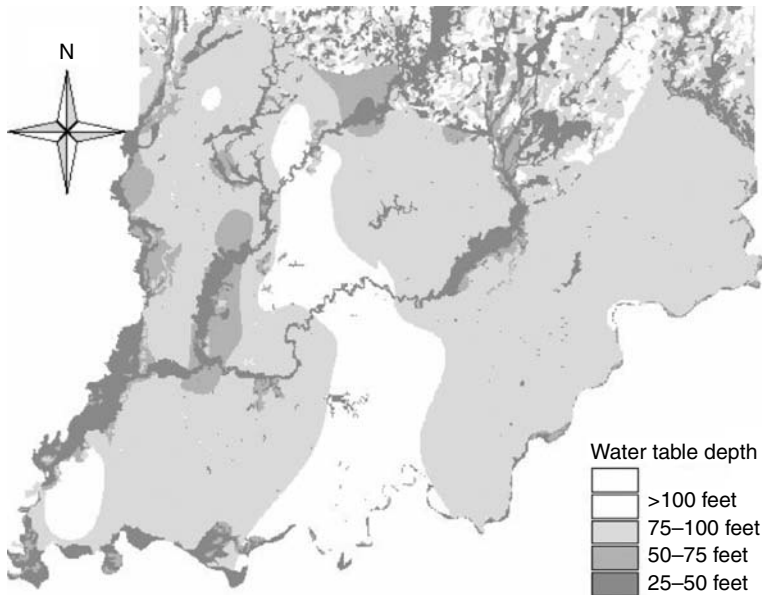 N
Water table depth
>100 feet
75–100 feet
50–75 feet
25–50 feet